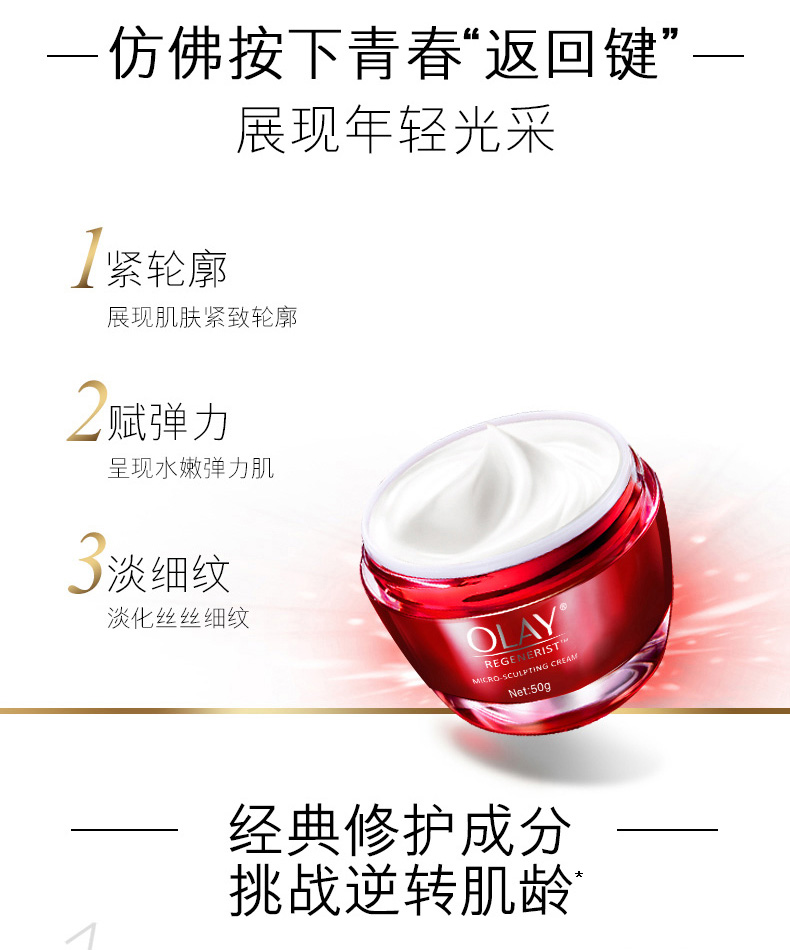 仿佛按下青春“返回键”
展现年轻光采
1 紧轮廓
展现肌肤紧致轮廓
2 赋弹力
呈现水嫩弹力肌
3 淡细纹
淡化丝丝细纹
OLAY®
REGENERIST™
MICRO-SCULPTING CREAM
Net:50g
经典修护成分
挑战逆转肌龄*